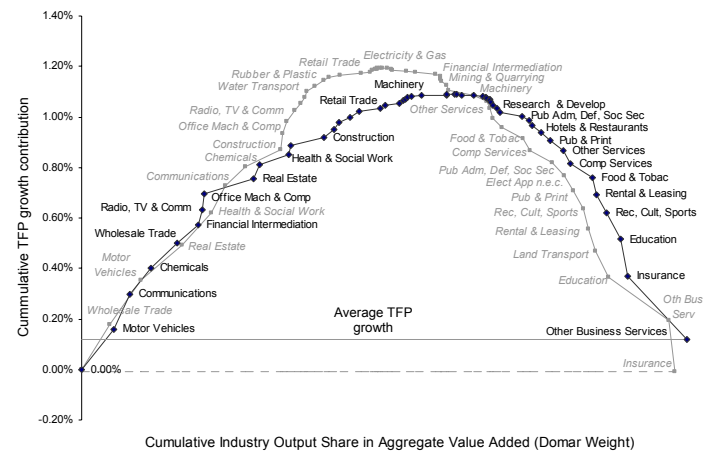 1.40%
1.20%
1.00%
0.80%
0.60%
0.40%
0.20%
0.00%
-0.20%
Cummulative TFP growth contribution
Electricity & Gas
Retail Trade
Financial Intermediation
Rubber & Plastic
Mining & Quarrying
Water Transport
Machinery
Machinery
Retail Trade
Radio, TV & Comm
Other Services
Research & Develop
Pub Adm, Def, Soc Sec
Office Mach & Comp
Hotels & Restaurants
Construction
Food & Tobac
Pub & Print
Construction
Comp Services
Other Services
Chemicals
Health & Social Work
Comp Services
Communications
Real Estate
Pub Adm, Def, Soc Sec
Food & Tobac
Elect App n.e.c.
Office Mach & Comp
Pub & Print
Rental & Leasing
Radio, TV & Comm
Health & Social Work
Rec, Cult, Sports
Rec, Cult, Sports
Financial Intermediation
Wholesale Trade
Rental & Leasing
Education
Real Estate
Motor
Vehicles
Land Transport
Chemicals
Education
Insurance
Communications
Wholesale Trade
Oth Bus
Serv
Average TFP
growth
Motor Vehicles
Other Business Services
0.00%
Insurance
Cumulative Industry Output Share in Aggregate Value Added (Domar Weight)